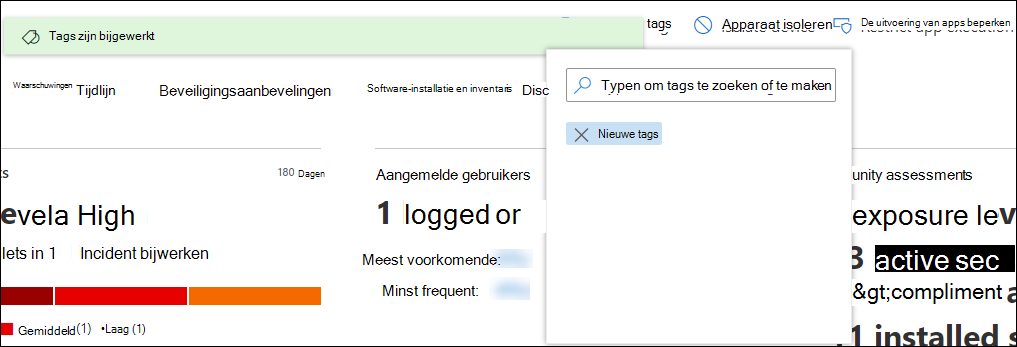 tags Apparaat isoleren De uitvoering van apps beperken
Tags zijn bijgewerkt
Waarschuwingen Tijdlijn Beveiligingsaanbevelingen Software-installatie en inventaris Disc
Typen om tags te zoeken of te maken
Nieuwe tags
ts 180 Dagen Aangemelde gebruikers unity assessments
evela High 1 logged or exposure lev
lets in 1 Incident bijwerken Meest voorkomende: 3 active sec
Minst frequent: &gt;compliment
Gemiddeld (1) •Laag (1) 1 installed s